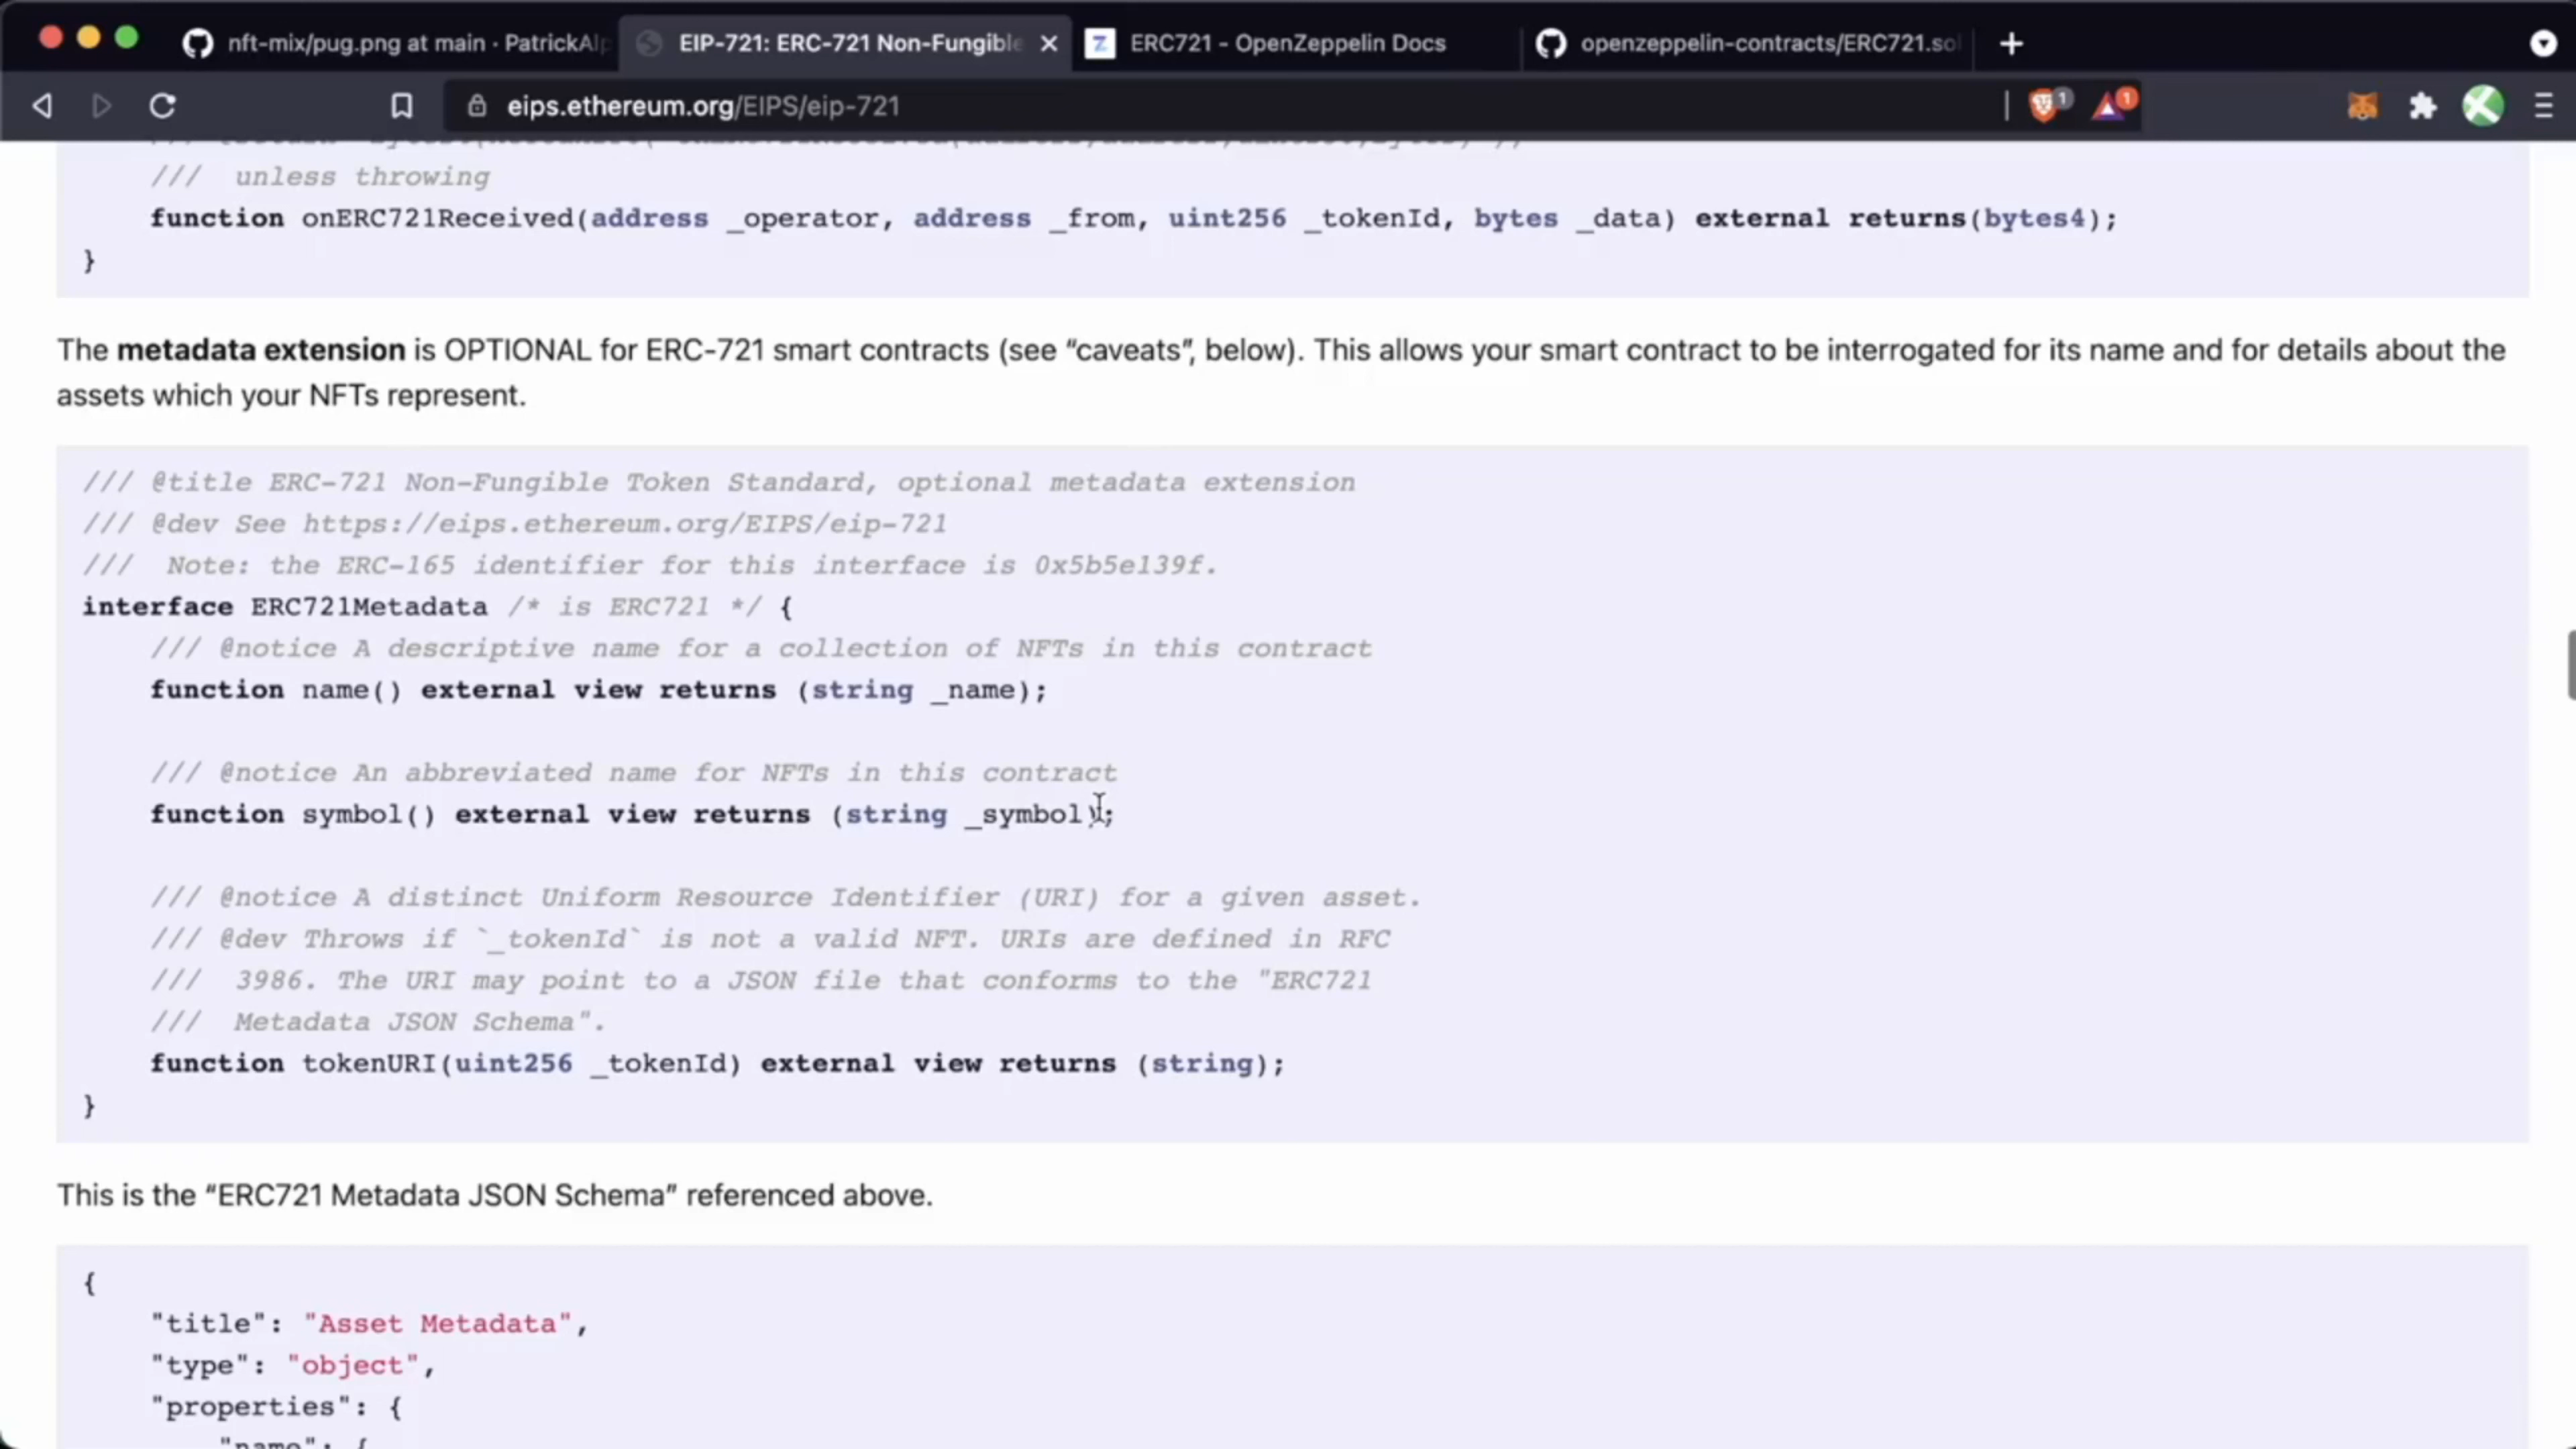 nft-mix/pug.png at main · PatrickAlp
EIP-721: ERC-721 Non-Fungible
ERC721 - OpenZeppelin Docs
openzeppelin-contracts/ERC721.sol
eips.ethereum.org/EIPS/eip-721
1
1
/// unless throwing
function onERC721Received(address _operator, address _from, uint256 _tokenId, bytes _data) external returns(bytes4);
}
The metadata extension is OPTIONAL for ERC-721 smart contracts (see “caveats”, below). This allows your smart contract to be interrogated for its name and for details about the
assets which your NFTs represent.
/// @title ERC-721 Non-Fungible Token Standard, optional metadata extension
/// @dev See https://eips.ethereum.org/EIPS/eip-721
///  Note: the ERC-165 identifier for this interface is 0x5b5e139f.
interface ERC721Metadata /* is ERC721 */ {
/// @notice A descriptive name for a collection of NFTs in this contract
function name() external view returns (string _name);
/// @notice An abbreviated name for NFTs in this contract
function symbol() external view returns (string _symbol);
/// @notice A distinct Uniform Resource Identifier (URI) for a given asset.
/// @dev Throws if `_tokenId` is not a valid NFT. URIs are defined in RFC
///  3986. The URI may point to a JSON file that conforms to the "ERC721
///  Metadata JSON Schema".
function tokenURI(uint256 _tokenId) external view returns (string);
}
This is the “ERC721 Metadata JSON Schema” referenced above.
{
"title": "Asset Metadata",
"type": "object",
"properties": {
"name": {